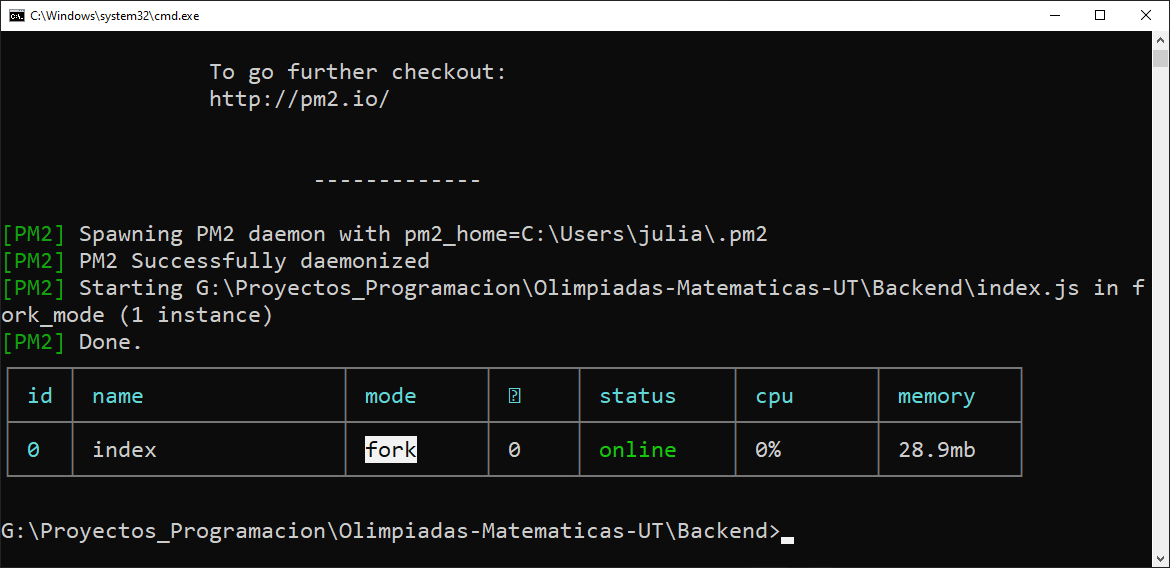 C:\Windows\system32\cmd.exe
To go further checkout:
http://pm2.io/
-------------
[PM2] Spawning PM2 daemon with pm2_home=C:\Users\julia\.pm2
[PM2] PM2 Successfully daemonized
[PM2] Starting G:\Proyectos_Programacion\Olimpiadas-Matematicas-UT\Backend\index.js in f
ork_mode (1 instance)
[PM2] Done.
id name mode status cpu memory
0 index fork 0 online 0% 28.9mb
G:\Proyectos_Programacion\Olimpiadas-Matematicas-UT\Backend>